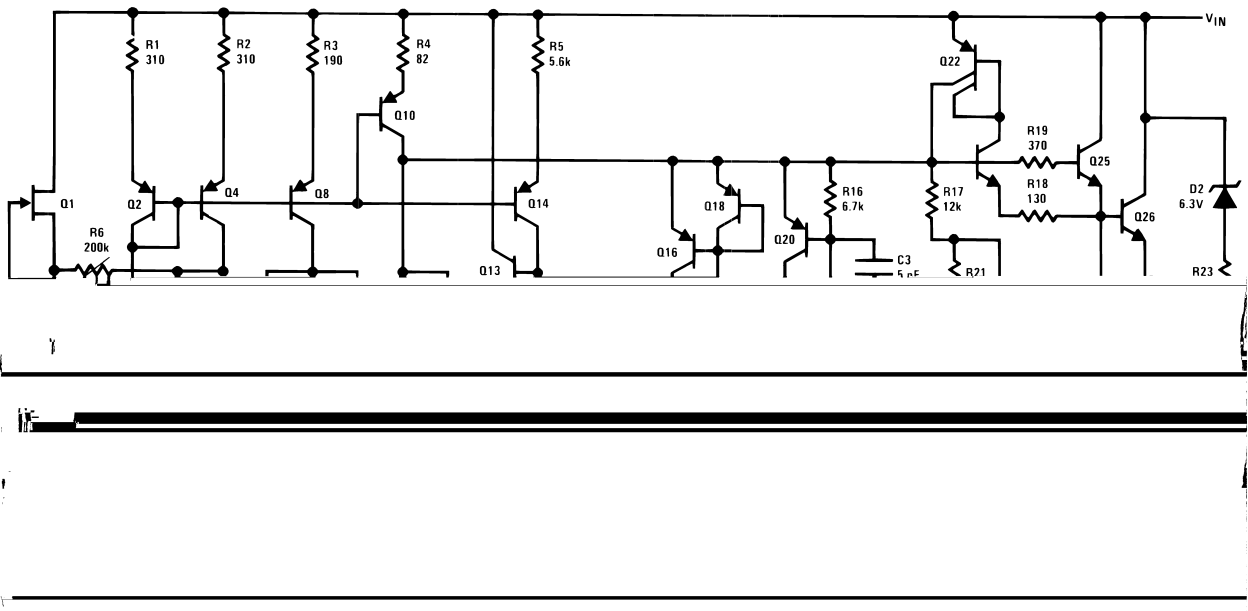 VIN
R1
310
R2
310
R3
190
R4
82
R5
5.6k
Q22
Q10
R19
370
Q25
Q1
Q2
Q4
Q8
Q14
Q18
R16
6.7k
R17
12k
R18
130
Q26
D2
6.3V
R6
200k
Q13
Q16
Q20
C3
R21
R23